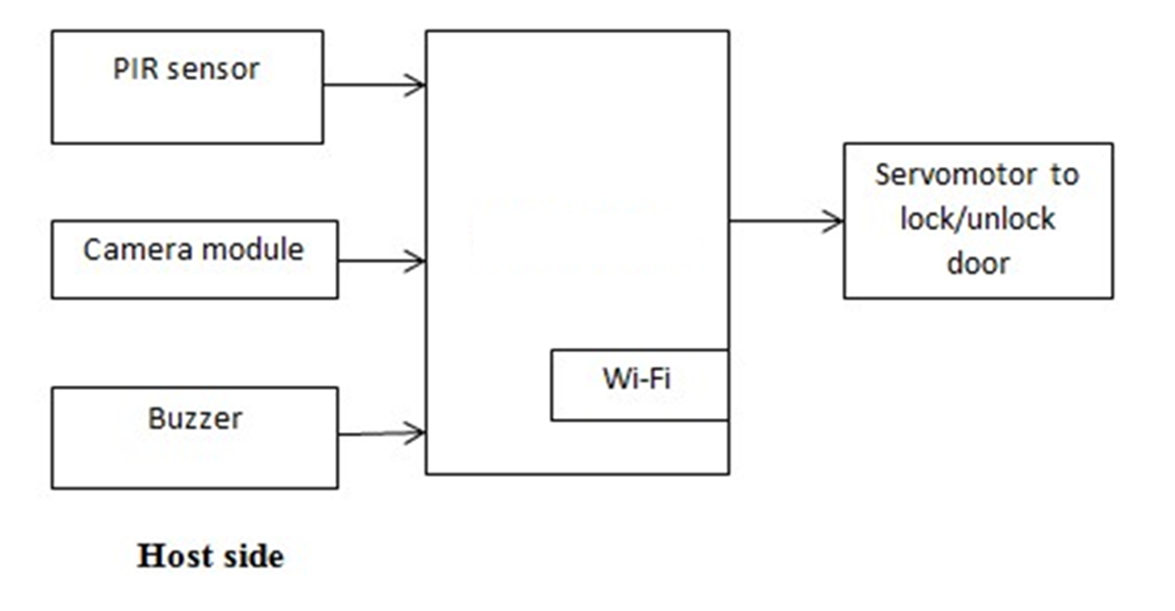 PIR sensor
Camera module
Buzzer
Wi-Fi
Servomotor to
lock/unlock
door
Host side